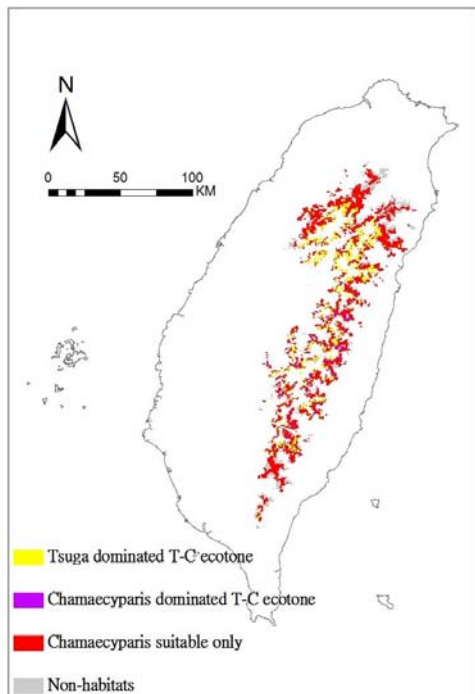 N
0 50 100
KM
Tsuga dominated T-C ecotone
Chamaecyparis dominated T-C ecotone
Chamaecyparis suitable only
Non-habitats